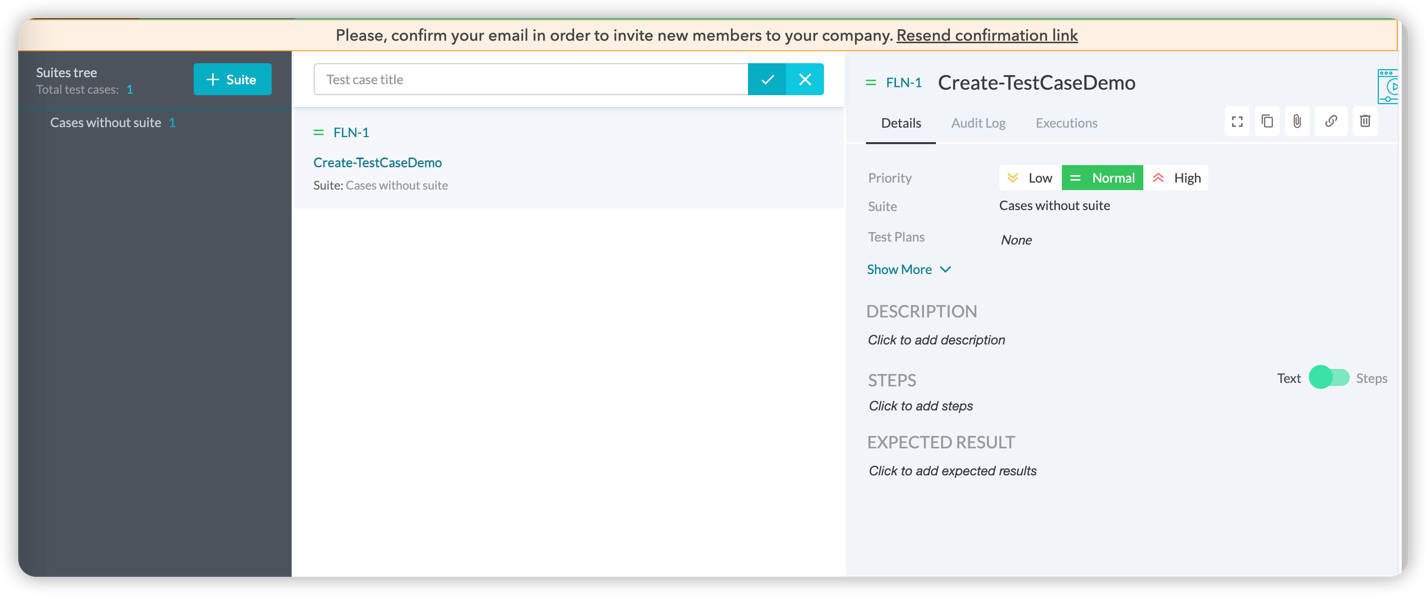 Please, confirm your email in order to invite new members to your company. Resend confirmation link
Suites tree
Total test cases: 1
+ Suite
Cases without suite 1
Test case title
FLN-1
Create-TestCaseDemo
Suite: Cases without suite
FLN-1 Create-TestCaseDemo
Details Audit Log Executions
Priority Low Normal High
Suite Cases without suite
Test Plans None
Show More
DESCRIPTION
Click to add description
STEPS Text Steps
Click to add steps
EXPECTED RESULT
Click to add expected results